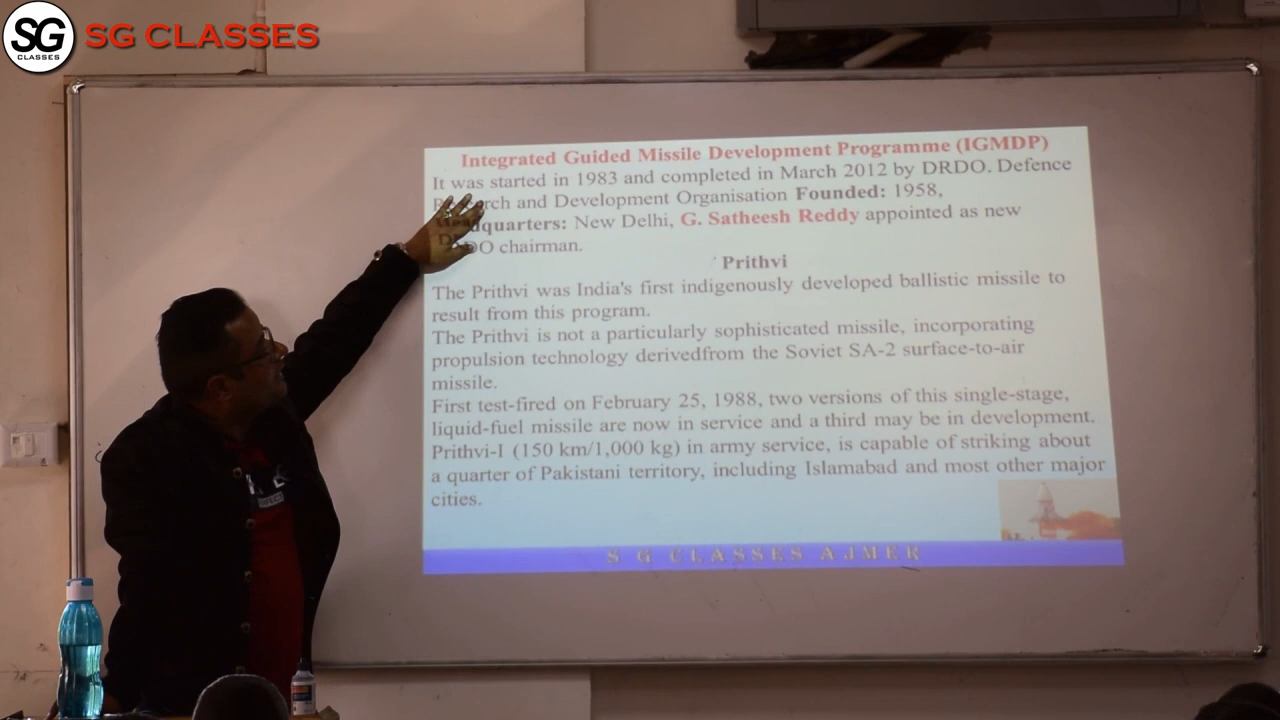 SG
CLASSES
SG CLASSES
Integrated Guided Missile Development Programme (IGMDP)
It was started in 1983 and completed in March 2012 by DRDO. Defence
Research and Development Organisation Founded: 1958,
Headquarters: New Delhi, G. Satheesh Reddy appointed as new
DRDO chairman.
Prithvi
The Prithvi was India's first indigenously developed ballistic missile to
result from this program.
The Prithvi is not a particularly sophisticated missile, incorporating
propulsion technology derivedfrom the Soviet SA-2 surface-to-air
missile.
First test-fired on February 25, 1988, two versions of this single-stage,
liquid-fuel missile are now in service and a third may be in development.
Prithvi-I (150 km/1,000 kg) in army service, is capable of striking about
a quarter of Pakistani territory, including Islamabad and most other major
cities.
S G CLASSES AJMER